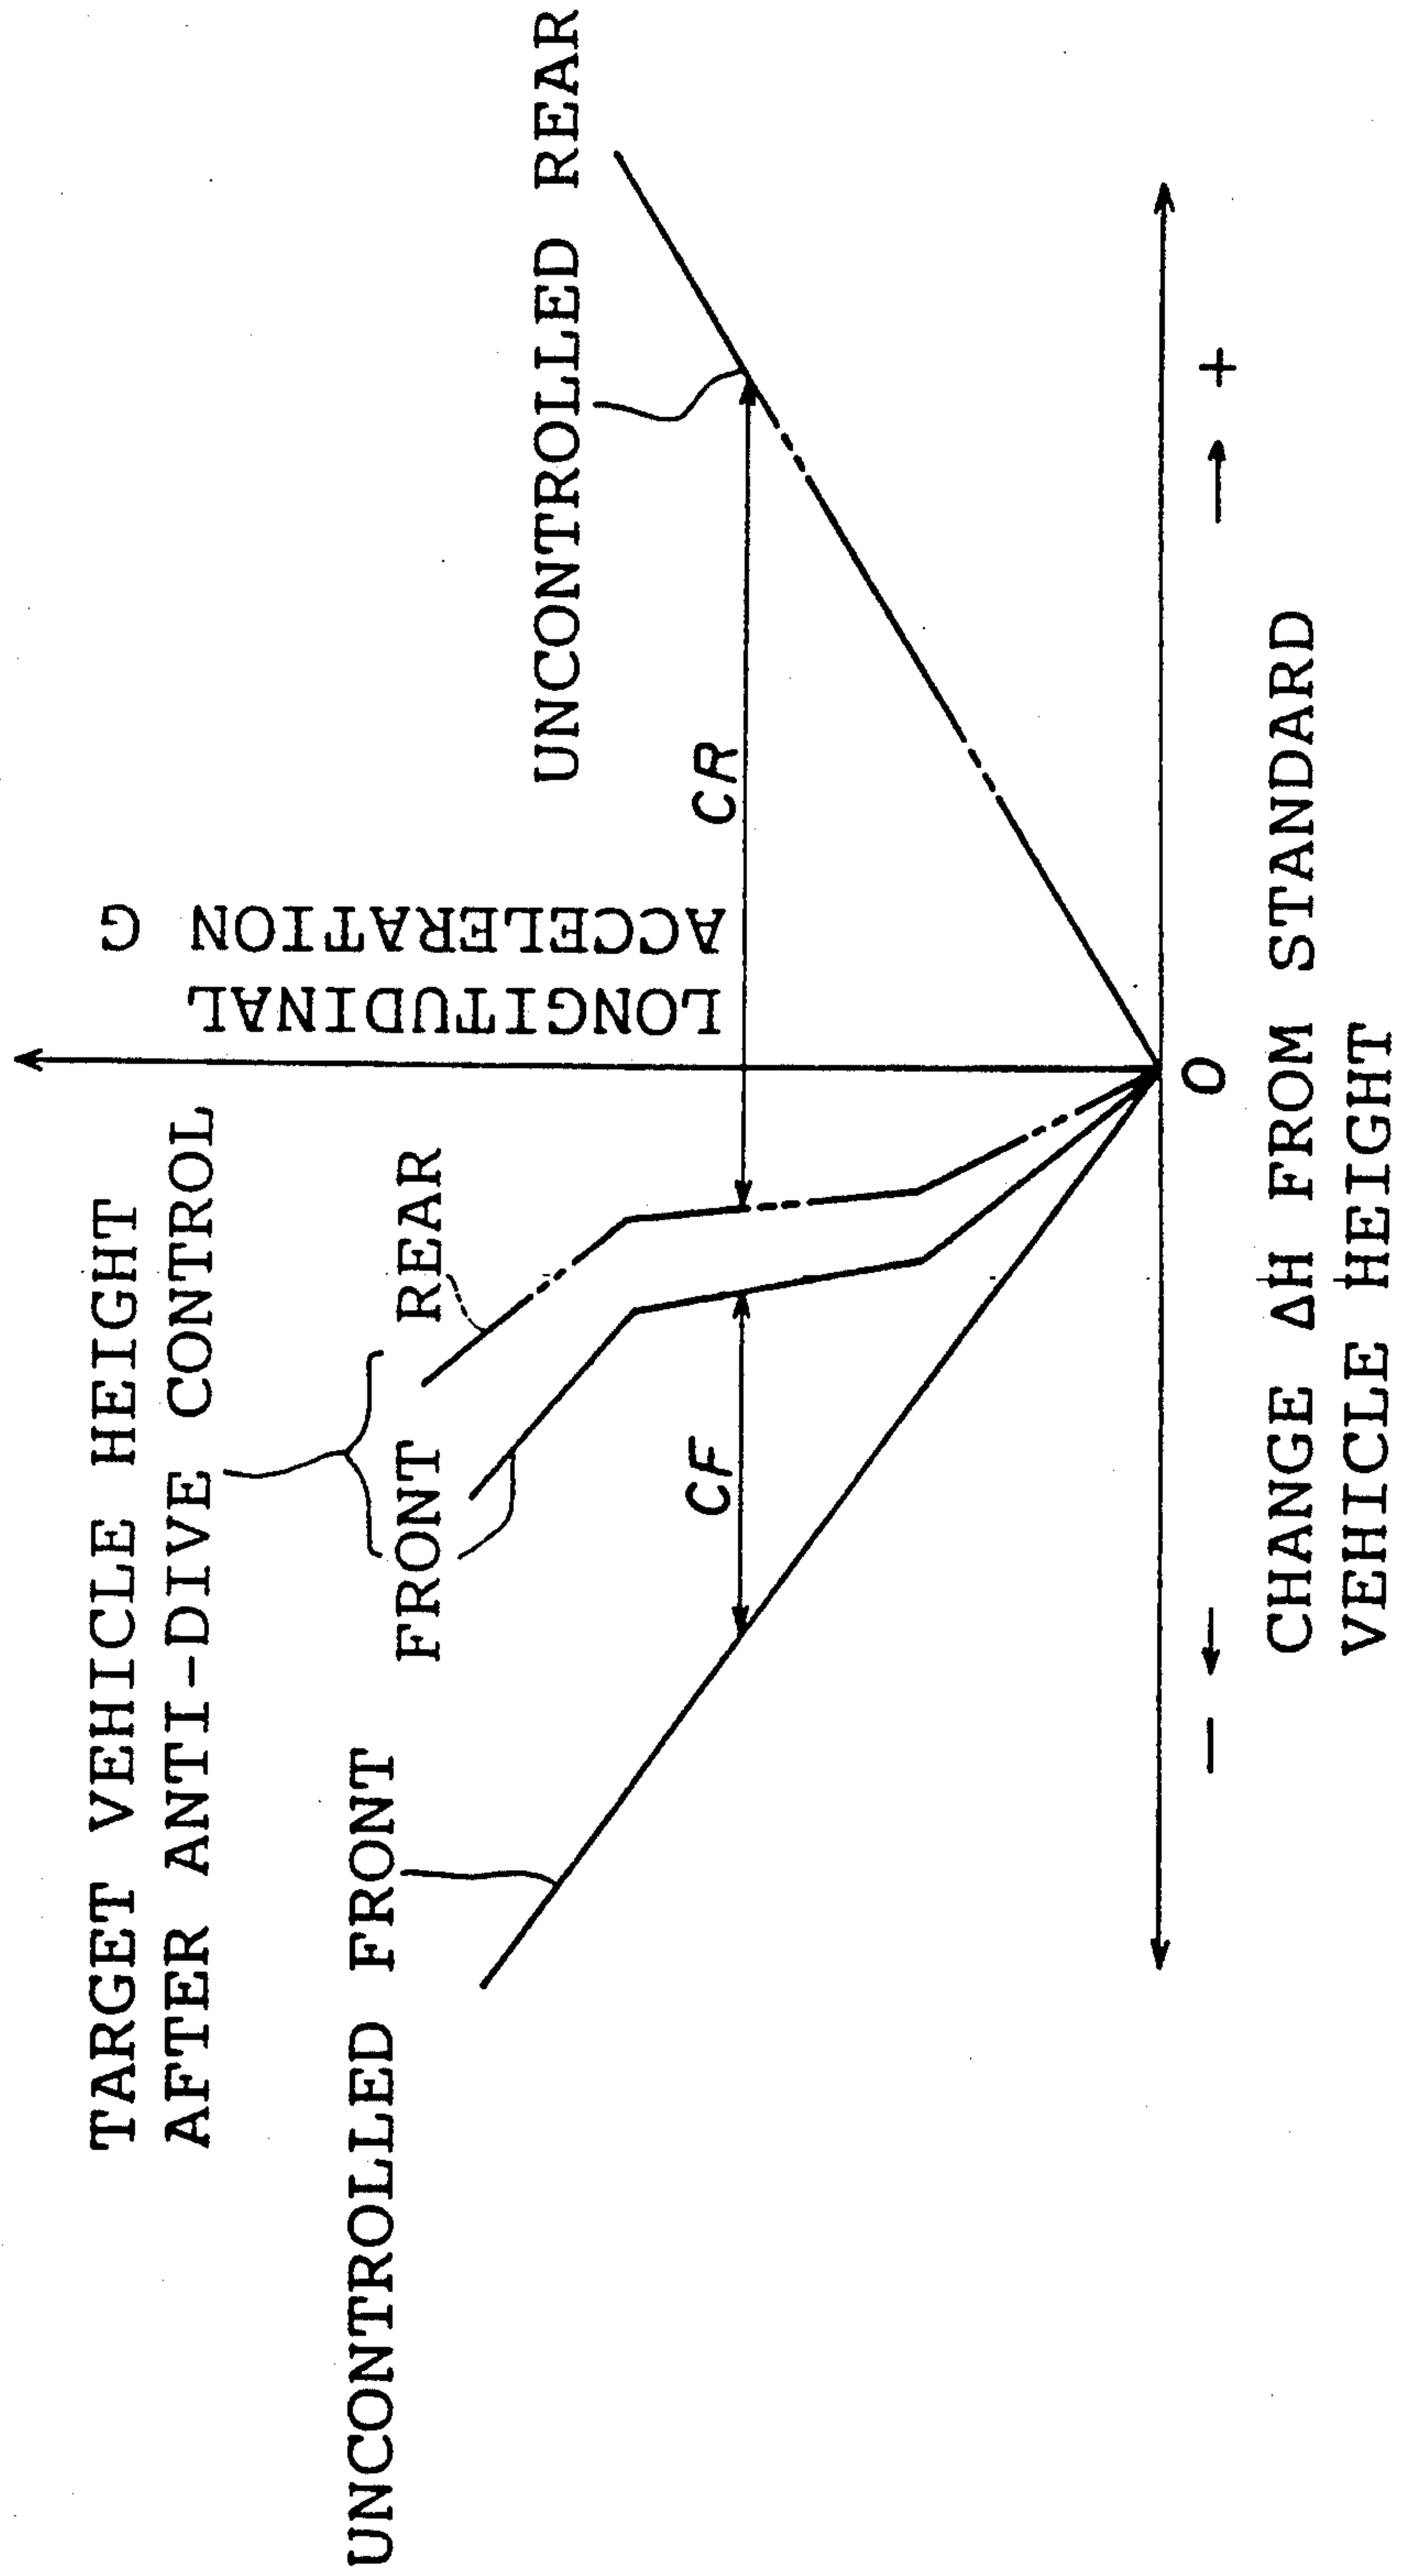 TARGET VEHICLE HEIGHT
AFTER ANTI-DIVE CONTROL
FRONT REAR
UNCONTROLLED FRONT
LONGITUDINAL
ACCELERATION G
UNCONTROLLED REAR
CF
CR
O
− ← → +
CHANGE ΔH FROM STANDARD
VEHICLE HEIGHT